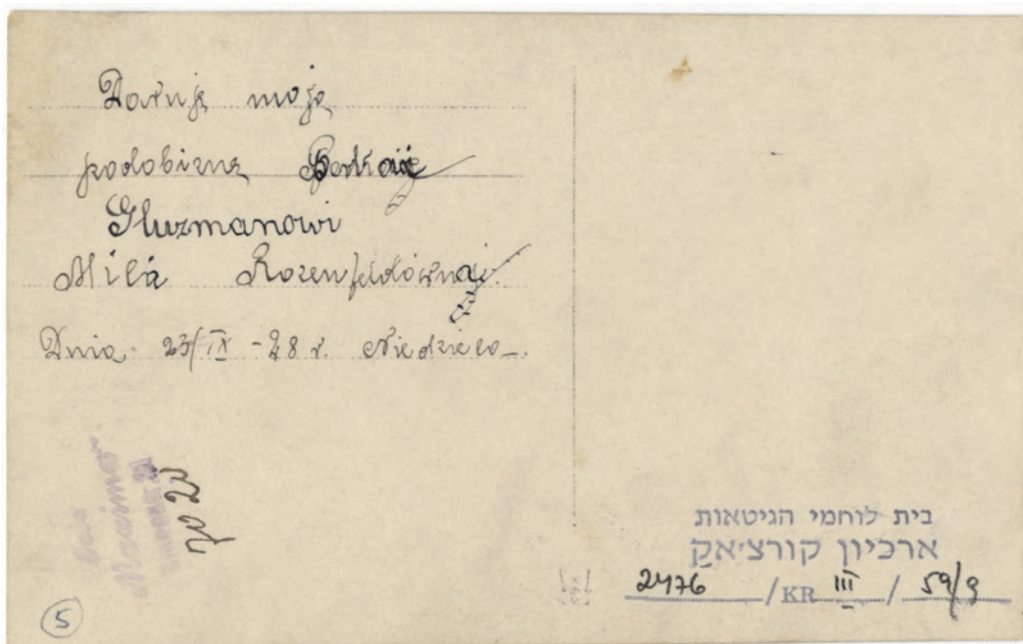 Daruję moją
podobiznę
Gluzmanowi
Mila Rozenfeldówna
Dnia 23/IX - 28 r. Niedziela.
בית לוחמי הגיטאות
ארכיון קורצ׳אק
2476 /KR III / 59/9
5